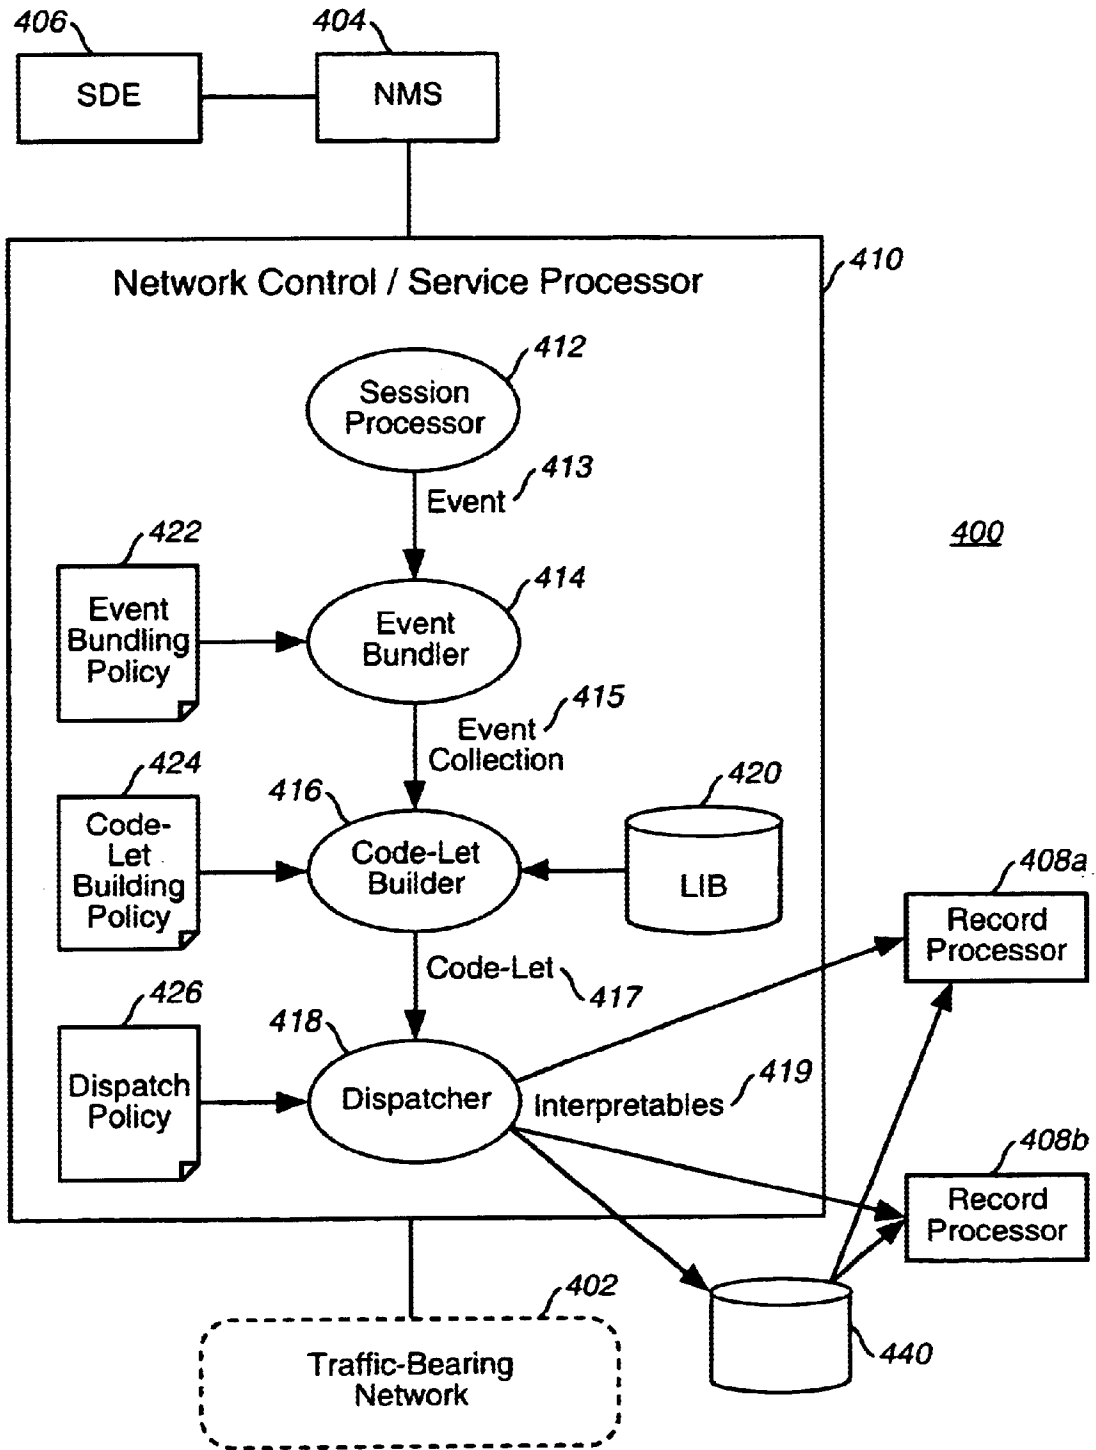 406
404
SDE
NMS
410
Network Control / Service Processor
412
Session
Processor
413
Event
400
422
414
Event
Bundling
Policy
Event
Bundler
415
Event
Collection
424
416
420
Code-
Let
Building
Policy
Code-Let
Builder
LIB
408a
Record
Processor
Code-Let
417
426
418
Dispatch
Policy
Dispatcher
Interpretables
419
408b
Record
Processor
402
Traffic-Bearing
Network
440